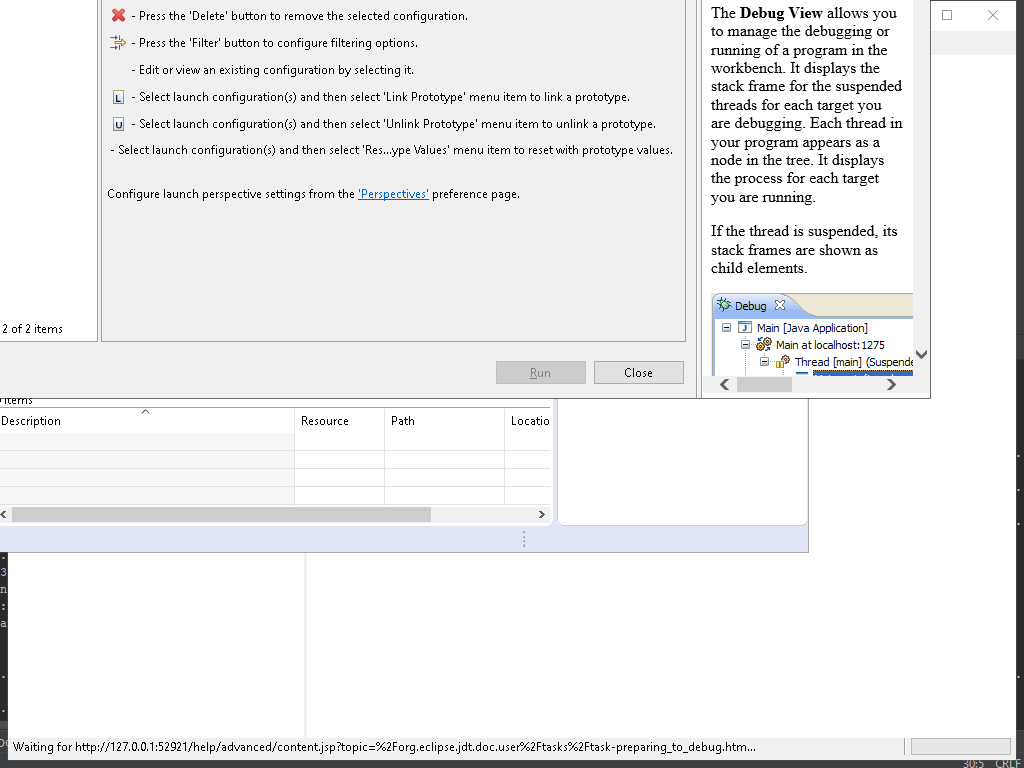 - Press the 'Delete' button to remove the selected configuration.
- Press the 'Filter' button to configure filtering options.
- Edit or view an existing configuration by selecting it.
L - Select launch configuration(s) and then select 'Link Prototype' menu item to link a prototype.
U - Select launch configuration(s) and then select 'Unlink Prototype' menu item to unlink a prototype.
- Select launch configuration(s) and then select 'Res...ype Values' menu item to reset with prototype values.
Configure launch perspective settings from the 'Perspectives' preference page.
2 of 2 items
Run
Close
The Debug View allows you
to manage the debugging or
running of a program in the
workbench. It displays the
stack frame for the suspended
threads for each target you
are debugging. Each thread in
your program appears as a
node in the tree. It displays
the process for each target
you are running.
If the thread is suspended, its
stack frames are shown as
child elements.
Debug
Main [Java Application]
Main at localhost:1275
Thread [main] (Suspende
items
Description
Resource
Path
Locatio
3
n
:
a
Waiting for http://127.0.0.1:52921/help/advanced/content.jsp?topic=%2Forg.eclipse.jdt.doc.user%2Ftasks%2Ftask-preparing_to_debug.htm...
30:5 CRLF